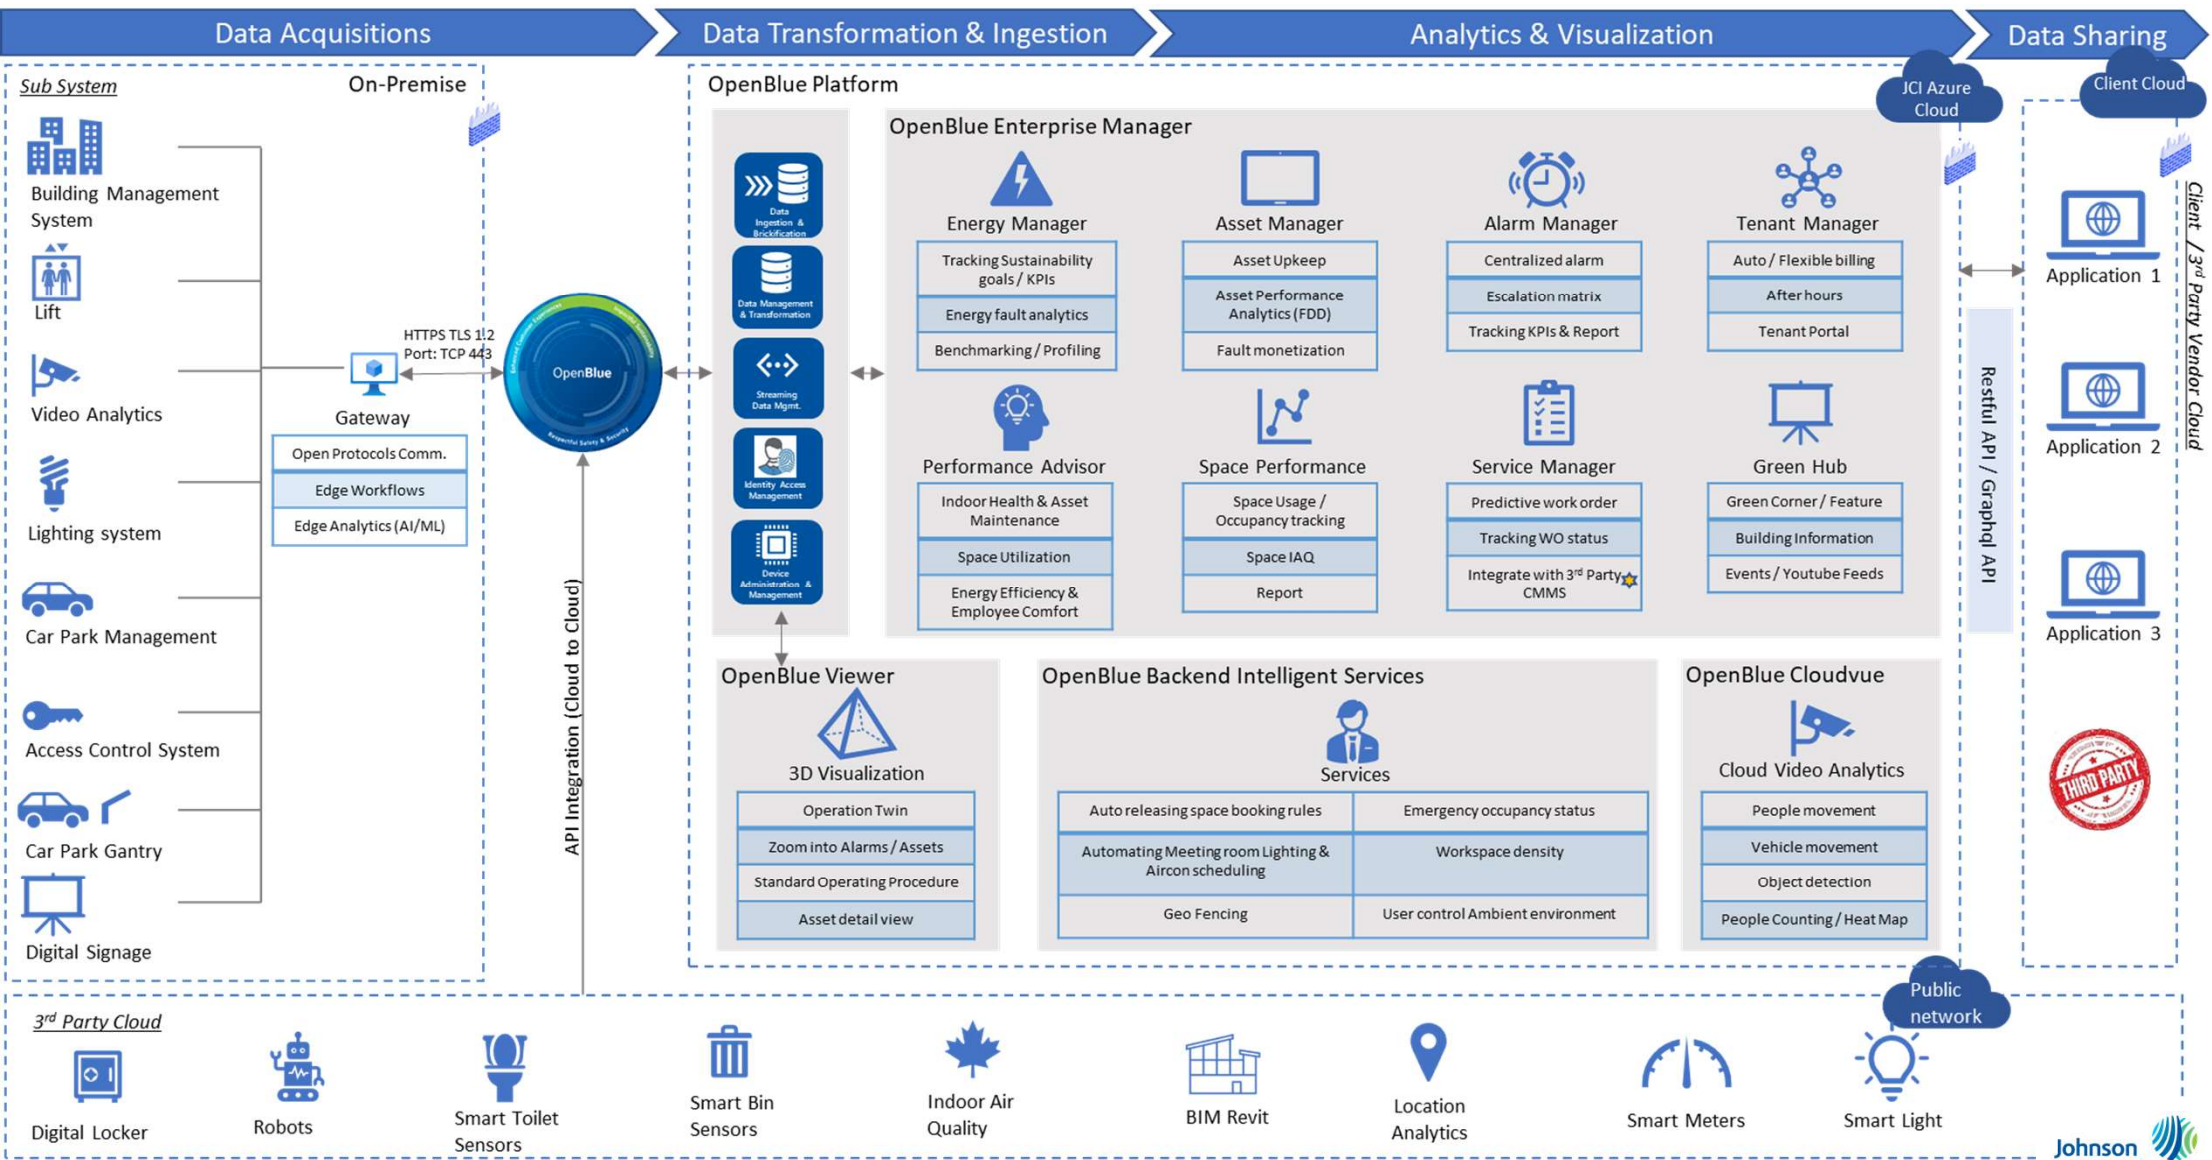 Data Acquisitions
Data Transformation & Ingestion
Analytics & Visualization
Data Sharing
Sub System
On-Premise
Building Management
System
Lift
Video Analytics
Lighting system
Car Park Management
Access Control System
Car Park Gantry
Digital Signage
HTTPS TLS 1.2
Port: TCP 443
Gateway
Open Protocols Comm.
Edge Workflows
Edge Analytics (AI/ML)
Enhanced Customer Experiences
Impactful Sustainability
OpenBlue
Respectful Safety & Security
API Integration (Cloud to Cloud)
OpenBlue Platform
JCI Azure
Cloud
Data
Ingestion &
Brickification
Data Management
& Transformation
Streaming
Data Mgmt.
Identity Access
Management
Device
Administration &
Management
OpenBlue Enterprise Manager
Energy Manager
Tracking Sustainability
goals / KPIs
Energy fault analytics
Benchmarking / Profiling
Asset Manager
Asset Upkeep
Asset Performance
Analytics (FDD)
Fault monetization
Alarm Manager
Centralized alarm
Escalation matrix
Tracking KPIs & Report
Tenant Manager
Auto / Flexible billing
After hours
Tenant Portal
Performance Advisor
Indoor Health & Asset
Maintenance
Space Utilization
Energy Efficiency &
Employee Comfort
Space Performance
Space Usage /
Occupancy tracking
Space IAQ
Report
Service Manager
Predictive work order
Tracking WO status
Integrate with 3rd Party
CMMS
Green Hub
Green Corner / Feature
Building Information
Events / Youtube Feeds
OpenBlue Viewer
3D Visualization
Operation Twin
Zoom into Alarms / Assets
Standard Operating Procedure
Asset detail view
OpenBlue Backend Intelligent Services
Services
Auto releasing space booking rules
Emergency occupancy status
Automating Meeting room Lighting &
Aircon scheduling
Workspace density
Geo Fencing
User control Ambient environment
OpenBlue Cloudvue
Cloud Video Analytics
People movement
Vehicle movement
Object detection
People Counting / Heat Map
Restful API / Graphql API
Client Cloud
Client / 3rd Party Vendor Cloud
Application 1
Application 2
Application 3
THIRD PARTY
Public
network
3rd Party Cloud
Digital Locker
Robots
Smart Toilet
Sensors
Smart Bin
Sensors
Indoor Air
Quality
BIM Revit
Location
Analytics
Smart Meters
Smart Light
Johnson